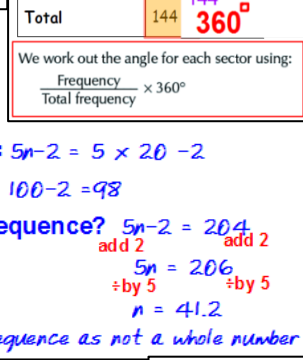 Total 144 360°
We work out the angle for each sector using:
Frequency
Total frequency × 360°
5n-2 = 5 × 20 -2
100-2 =98
equence? 5n-2 = 204
add 2 add 2
5n = 206
÷by 5 ÷by 5
n = 41.2
equence as not a whole number